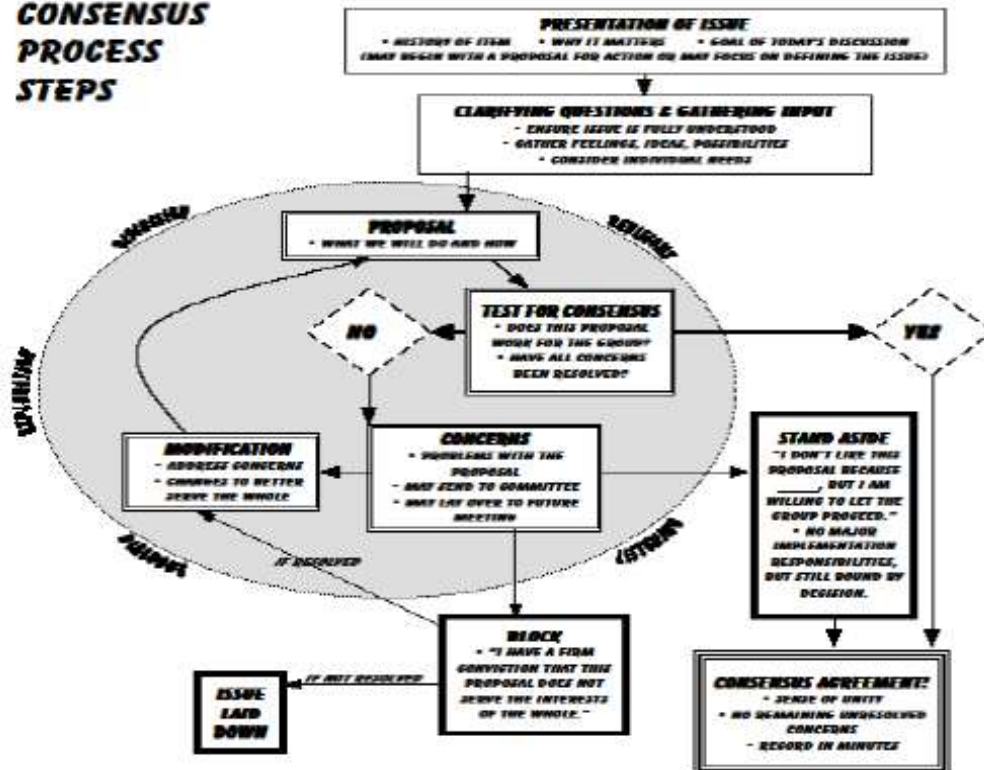 CONSENSUS
PROCESS
STEPS
PRESENTATION OF ISSUE
• HISTORY OF ITEM • WHY IT MATTERS • GOAL OF TODAY'S DISCUSSION
(MAY BEGIN WITH A PROPOSAL FOR ACTION OR MAY FOCUS ON DEFINING THE ISSUE)
CLARIFYING QUESTIONS & GATHERING INPUT
- ENSURE ISSUE IS FULLY UNDERSTOOD
- GATHER FEELINGS, IDEAS, POSSIBILITIES
• CONSIDER INDIVIDUAL NEEDS
DISCUSSION
PROPOSAL
• WHAT WE WILL DO AND HOW
NO
TEST FOR CONSENSUS
• DOES THIS PROPOSAL
WORK FOR THE GROUP?
• HAVE ALL CONCERNS
BEEN RESOLVED?
YES
MODIFICATION
- ADDRESS CONCERNS
• CHANGES TO BETTER
SERVE THE WHOLE
CONCERNS
• PROBLEMS WITH THE
PROPOSAL
- MAY SEND TO COMMITTEE
- MAY LAY OVER TO FUTURE
MEETING
STAND ASIDE
"I DON'T LIKE THIS
PROPOSAL BECAUSE
____, BUT I AM
WILLING TO LET THE
GROUP PROCEED."
• NO MAJOR
IMPLEMENTATION
RESPONSIBILITIES,
BUT STILL BOUND BY
DECISION.
LISTENING
IF RESOLVED
BLOCK
• "I HAVE A FIRM
CONVICTION THAT THIS
PROPOSAL DOES NOT
SERVE THE INTERESTS
OF THE WHOLE."
IF NOT RESOLVED
ISSUE
LAID
DOWN
CONSENSUS AGREEMENT!
• SENSE OF UNITY
• NO REMAINING UNRESOLVED
CONCERNS
- RECORD IN MINUTES